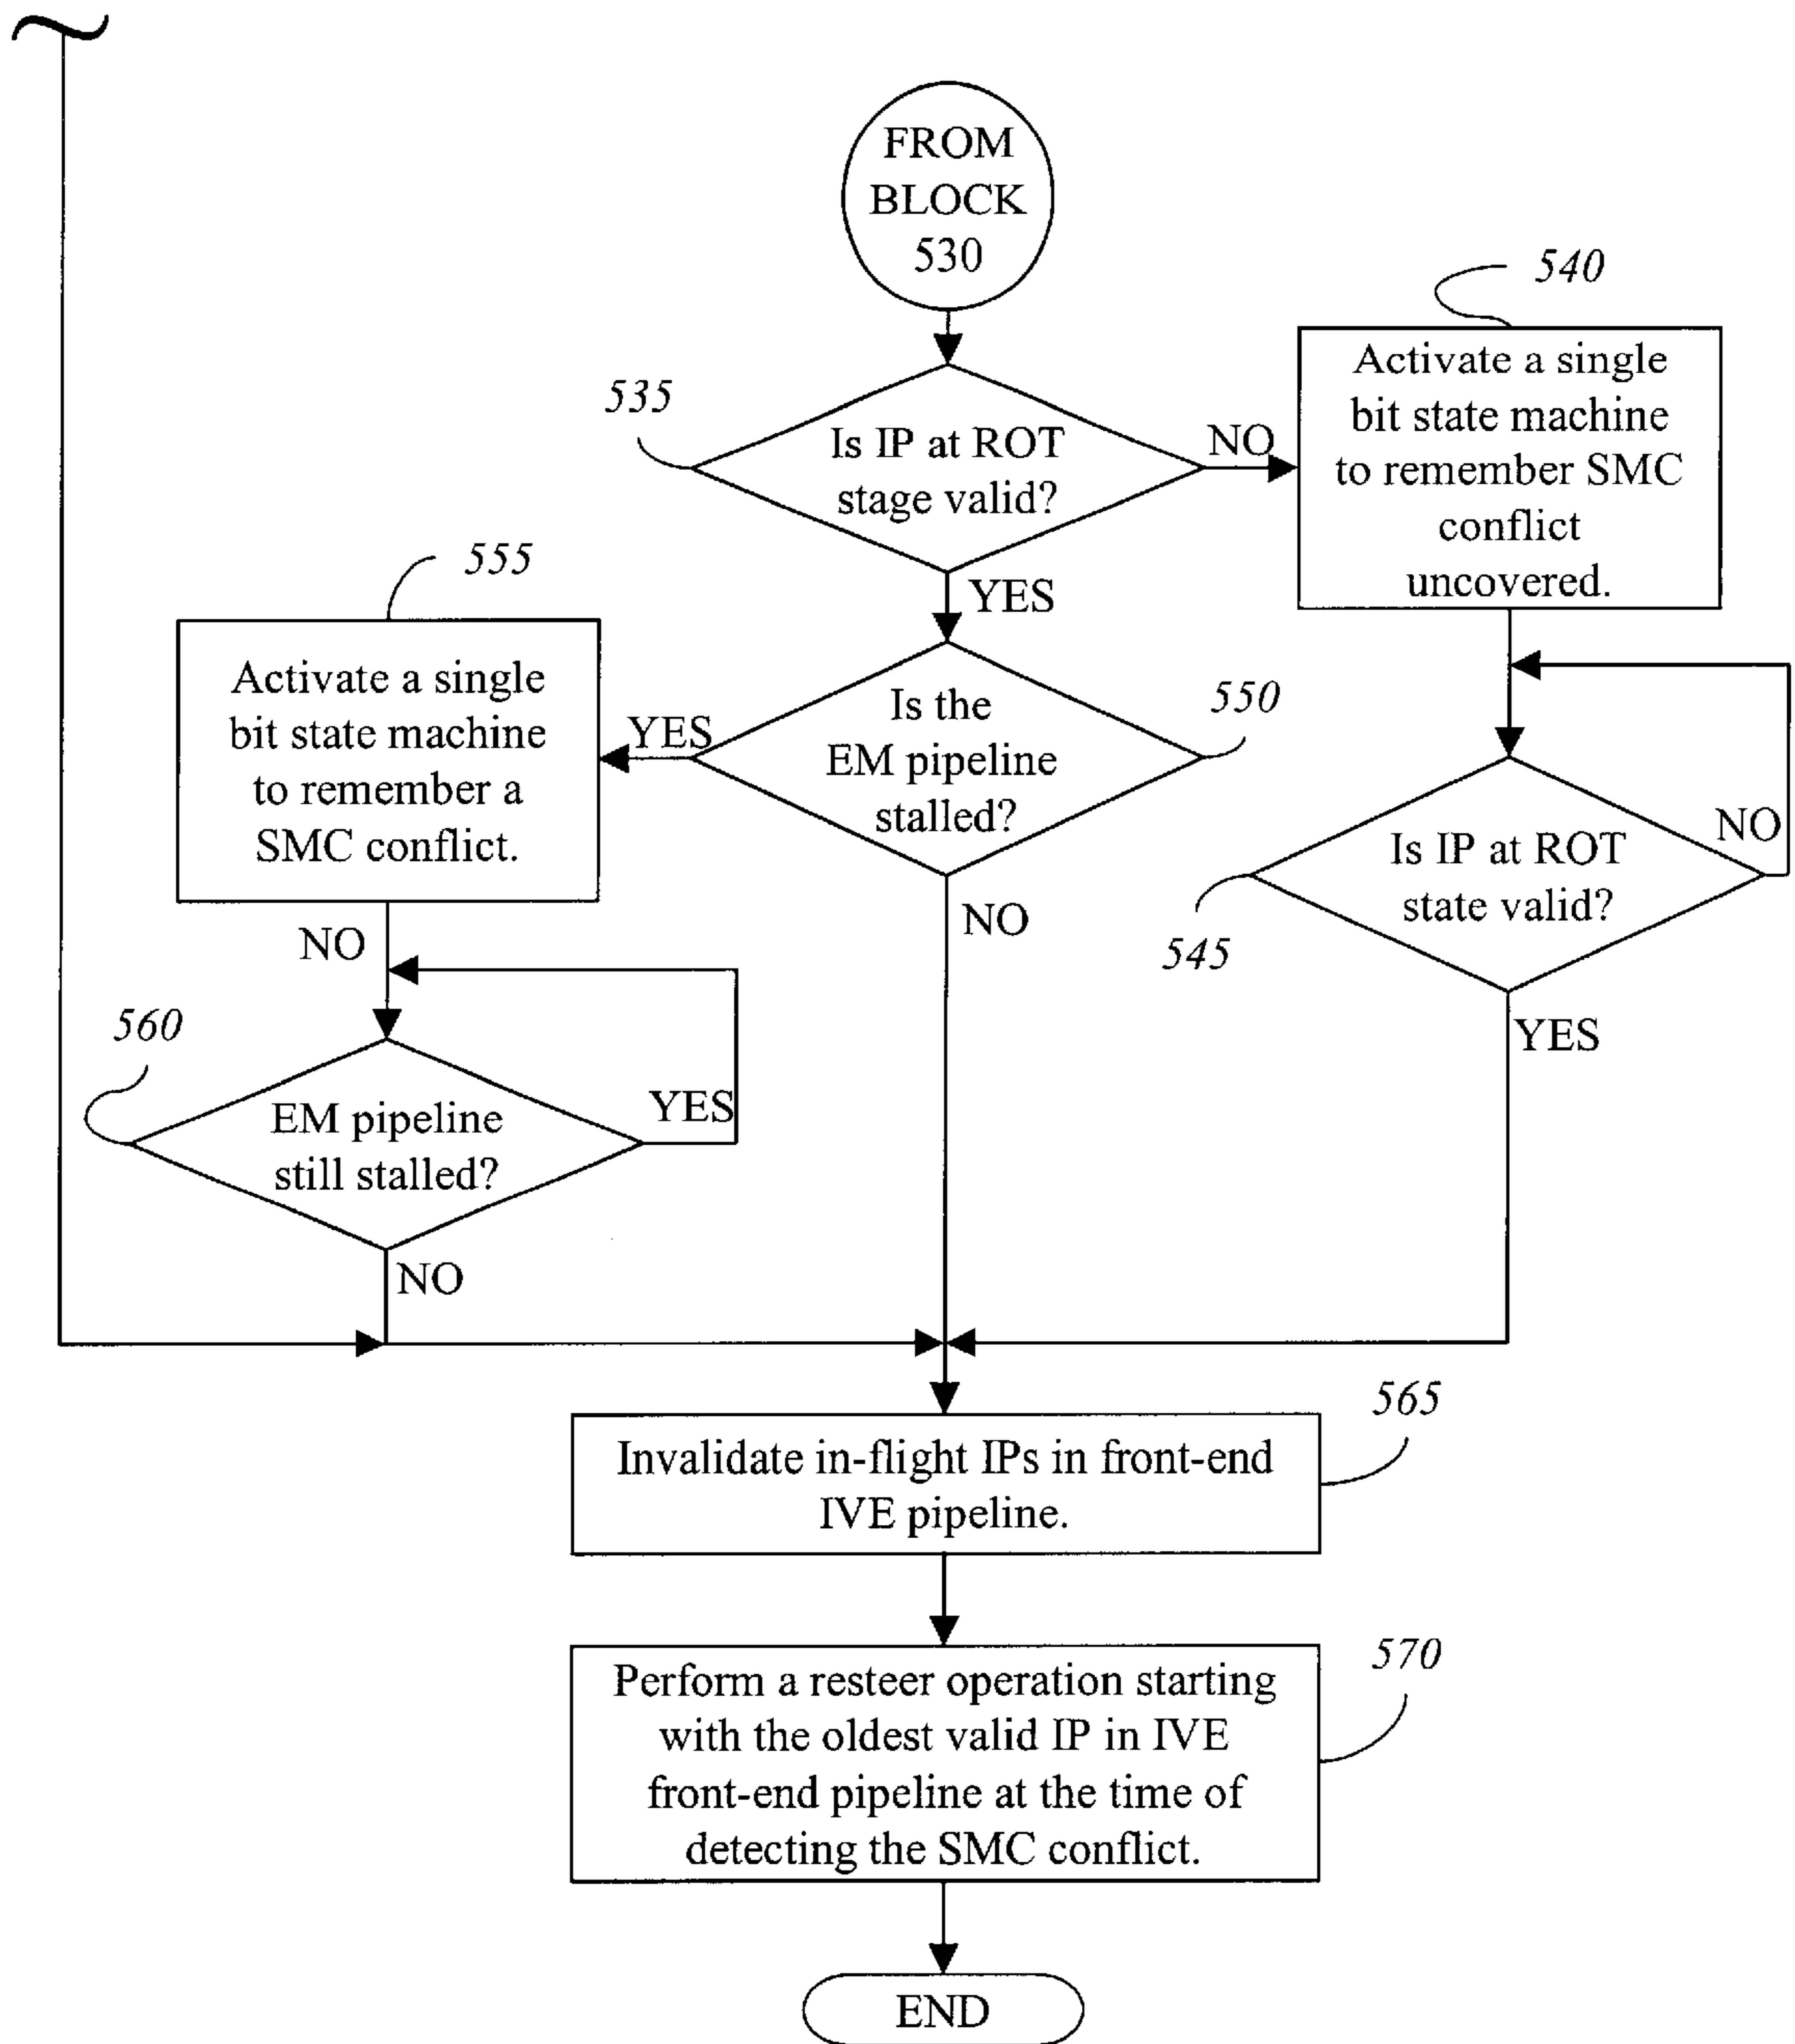 FROM
BLOCK
530
540
Activate a single
bit state machine
to remember SMC
conflict
uncovered.
535
Is IP at ROT
stage valid?
NO
YES
555
Activate a single
bit state machine
to remember a
SMC conflict.
YES
Is the
EM pipeline
stalled?
550
NO
Is IP at ROT
state valid?
NO
545
YES
NO
560
EM pipeline
still stalled?
YES
NO
565
Invalidate in-flight IPs in front-end
IVE pipeline.
570
Perform a resteer operation starting
with the oldest valid IP in IVE
front-end pipeline at the time of
detecting the SMC conflict.
END